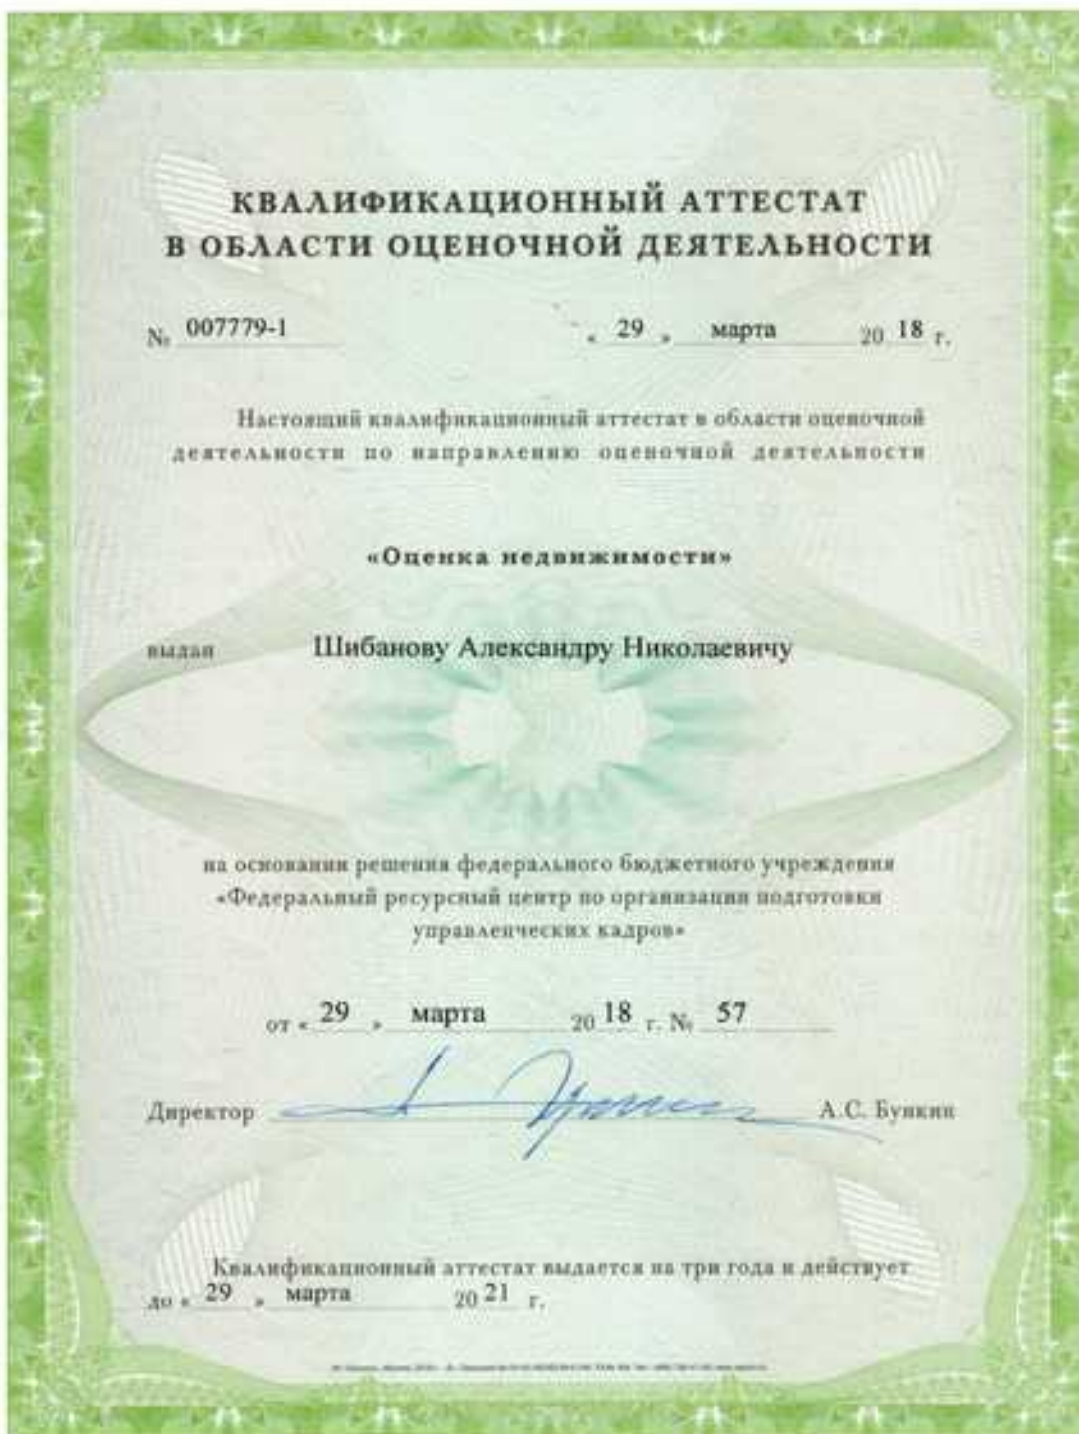 КВАЛИФИКАЦИОННЫЙ АТТЕСТАТ
В ОБЛАСТИ ОЦЕНОЧНОЙ ДЕЯТЕЛЬНОСТИ
№ 007779-1 « 29 » марта 20 18 г.
Настоящий квалификационный аттестат в области оценочной
деятельности по направлению оценочной деятельности
«Оценка недвижимости»
выдан Шибанову Александру Николаевичу
на основании решения федерального бюджетного учреждения
«Федеральный ресурсный центр по организации подготовки
управленческих кадров»
от « 29 » марта 20 18 г. № 57
Директор А.С. Бункин
Квалификационный аттестат выдается на три года и действует
до « 29 » марта 20 21 г.